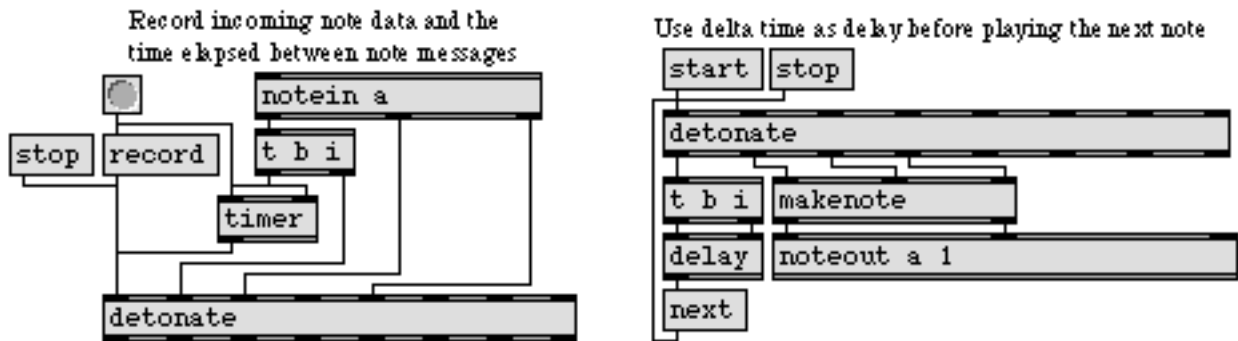 Record incoming note data and the
time elapsed between note messages
notein a
stop
record
t b i
timer
detonate
Use delta time as delay before playing the next note
start
stop
detonate
t b i
makenote
delay
noteout a 1
next